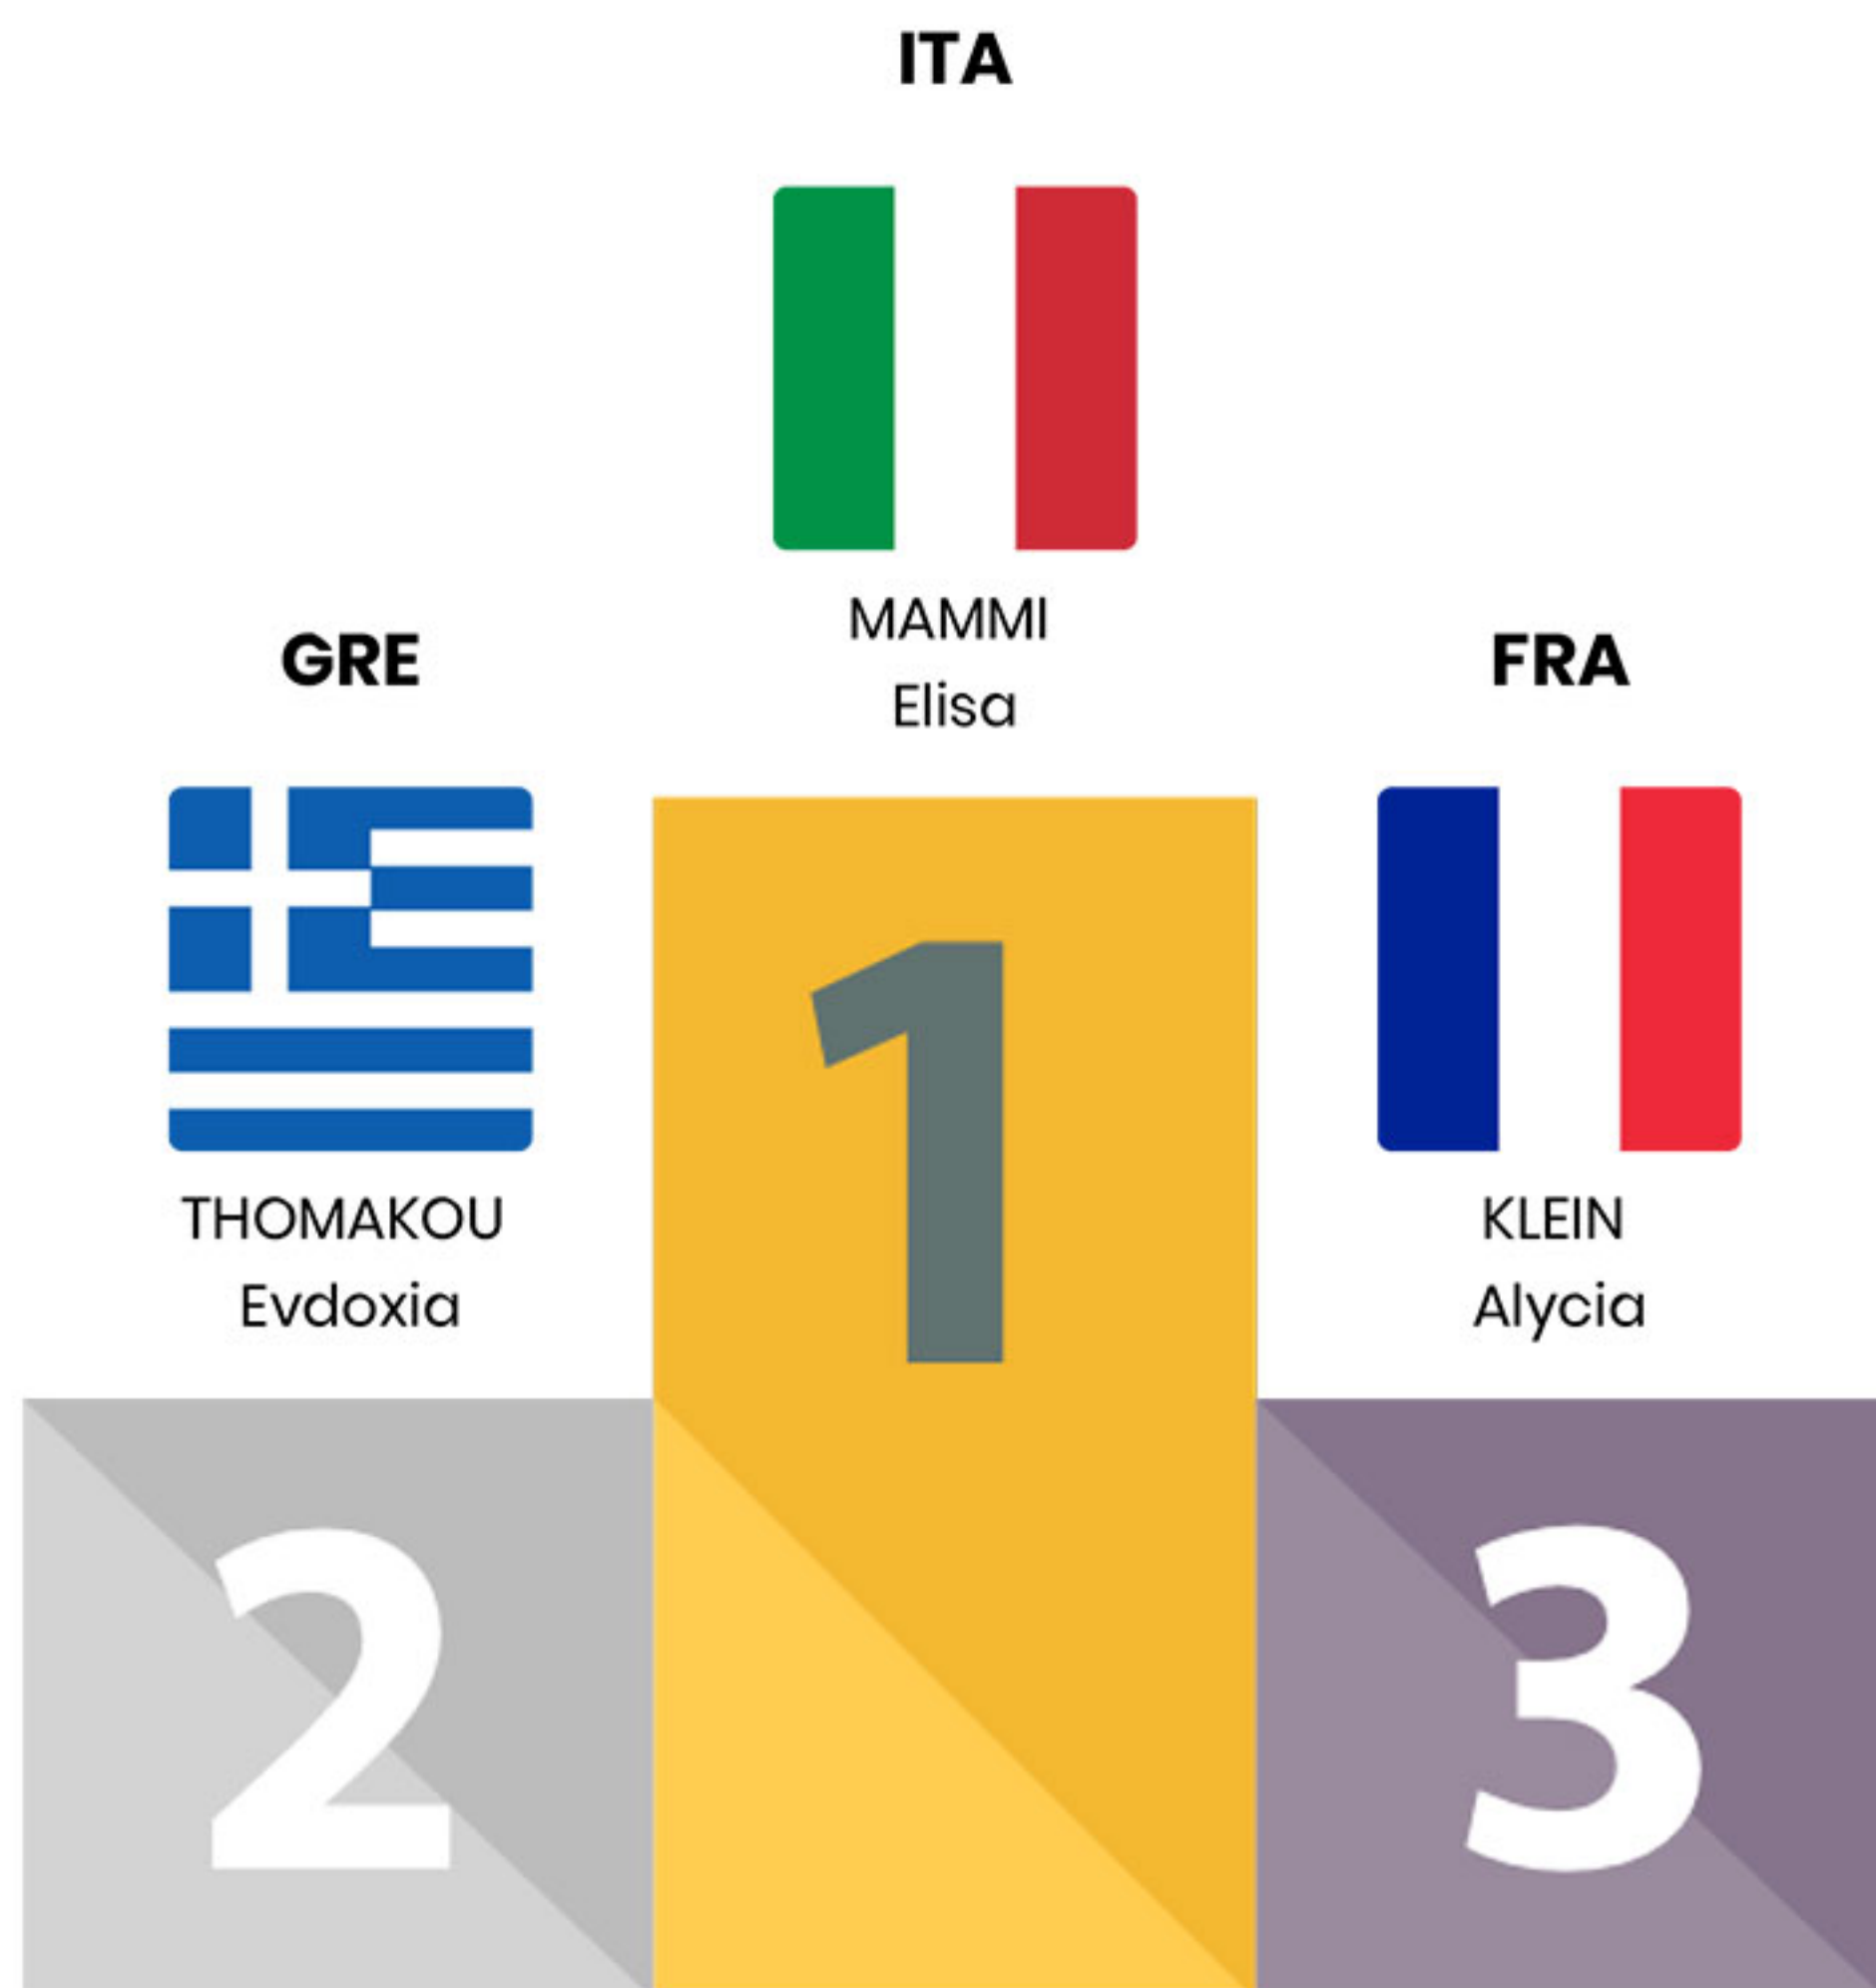 ITA
MAMMI
Elisa
GRE
THOMAKOU
Evdoxia
FRA
KLEIN
Alycia
1
2
3